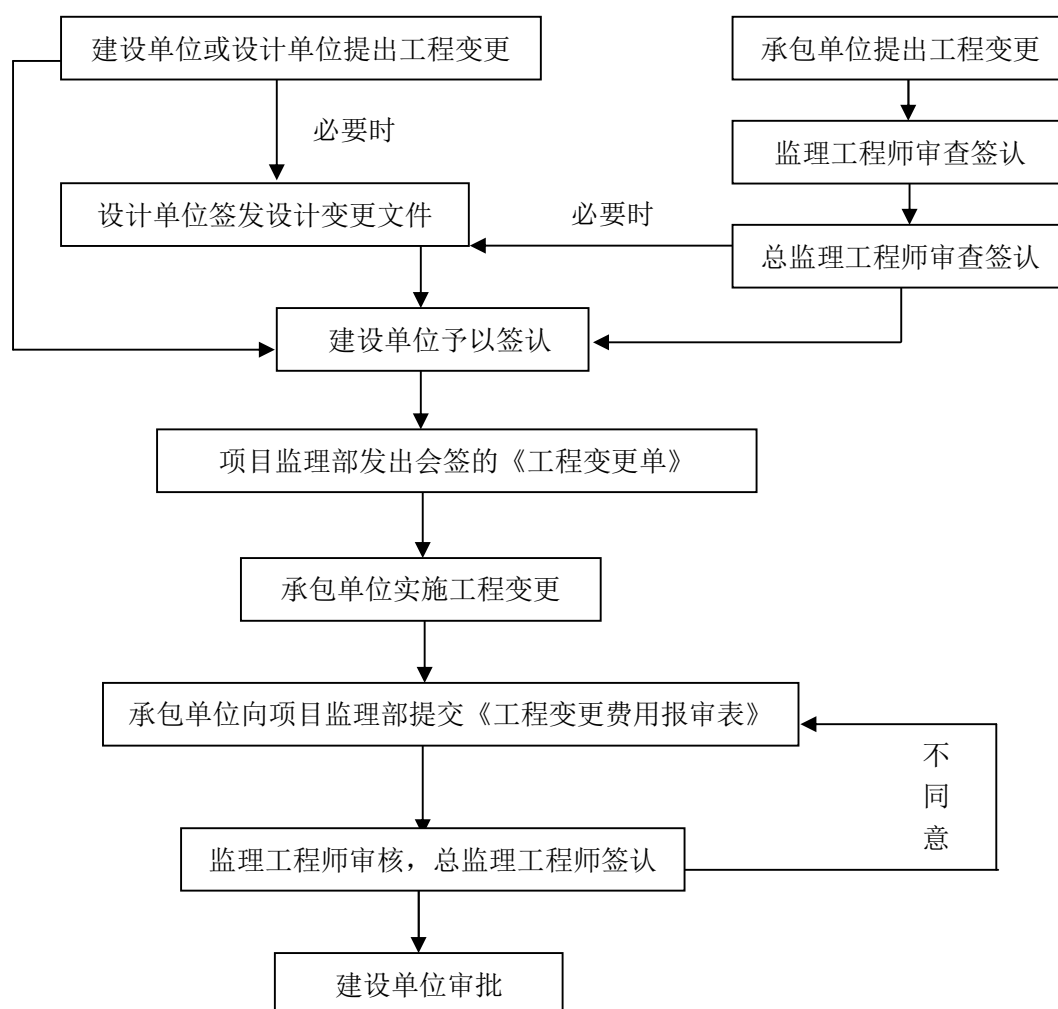 建设单位或设计单位提出工程变更
承包单位提出工程变更
必要时
监理工程师审查签认
设计单位签发设计变更文件
必要时
总监理工程师审查签认
建设单位予以签认
项目监理部发出会签的《工程变更单》
承包单位实施工程变更
承包单位向项目监理部提交《工程变更费用报审表》
不
同
意
监理工程师审核，总监理工程师签认
建设单位审批